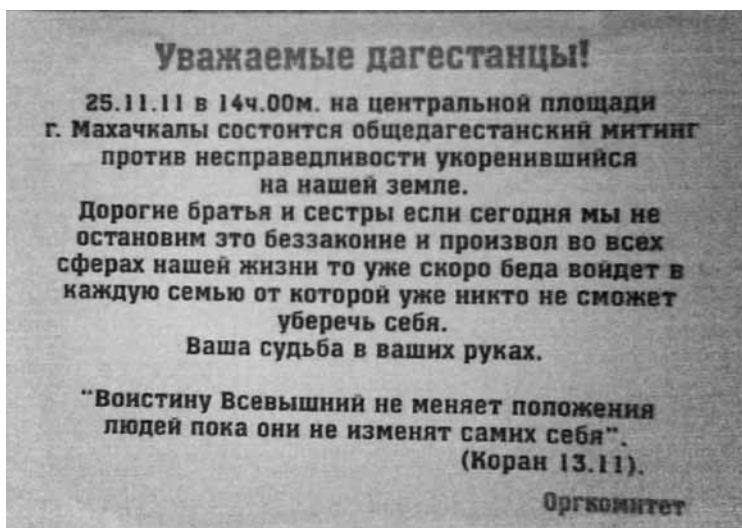 Уважаемые дагестанцы!
25.11.11 в 14ч.00м. на центральной площади
г. Махачкалы состоится общедагестанский митинг
против несправедливости укоренившийся
на нашей земле.
Дорогие братья и сестры если сегодня мы не
остановим это беззаконие и произвол во всех
сферах нашей жизни то уже скоро беда войдет в
каждую семью от которой уже никто не сможет
уберечь себя.
Ваша судьба в ваших руках.
"Воистину Всевышний не меняет положения
людей пока они не изменят самих себя".
(Коран 13.11).
Оргкомитет